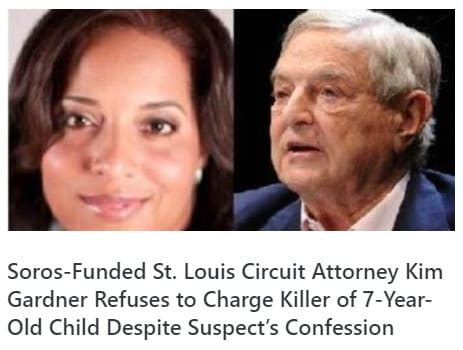 Soros-Funded St. Louis Circuit Attorney Kim
Gardner Refuses to Charge Killer of 7-Year-
Old Child Despite Suspect’s Confession